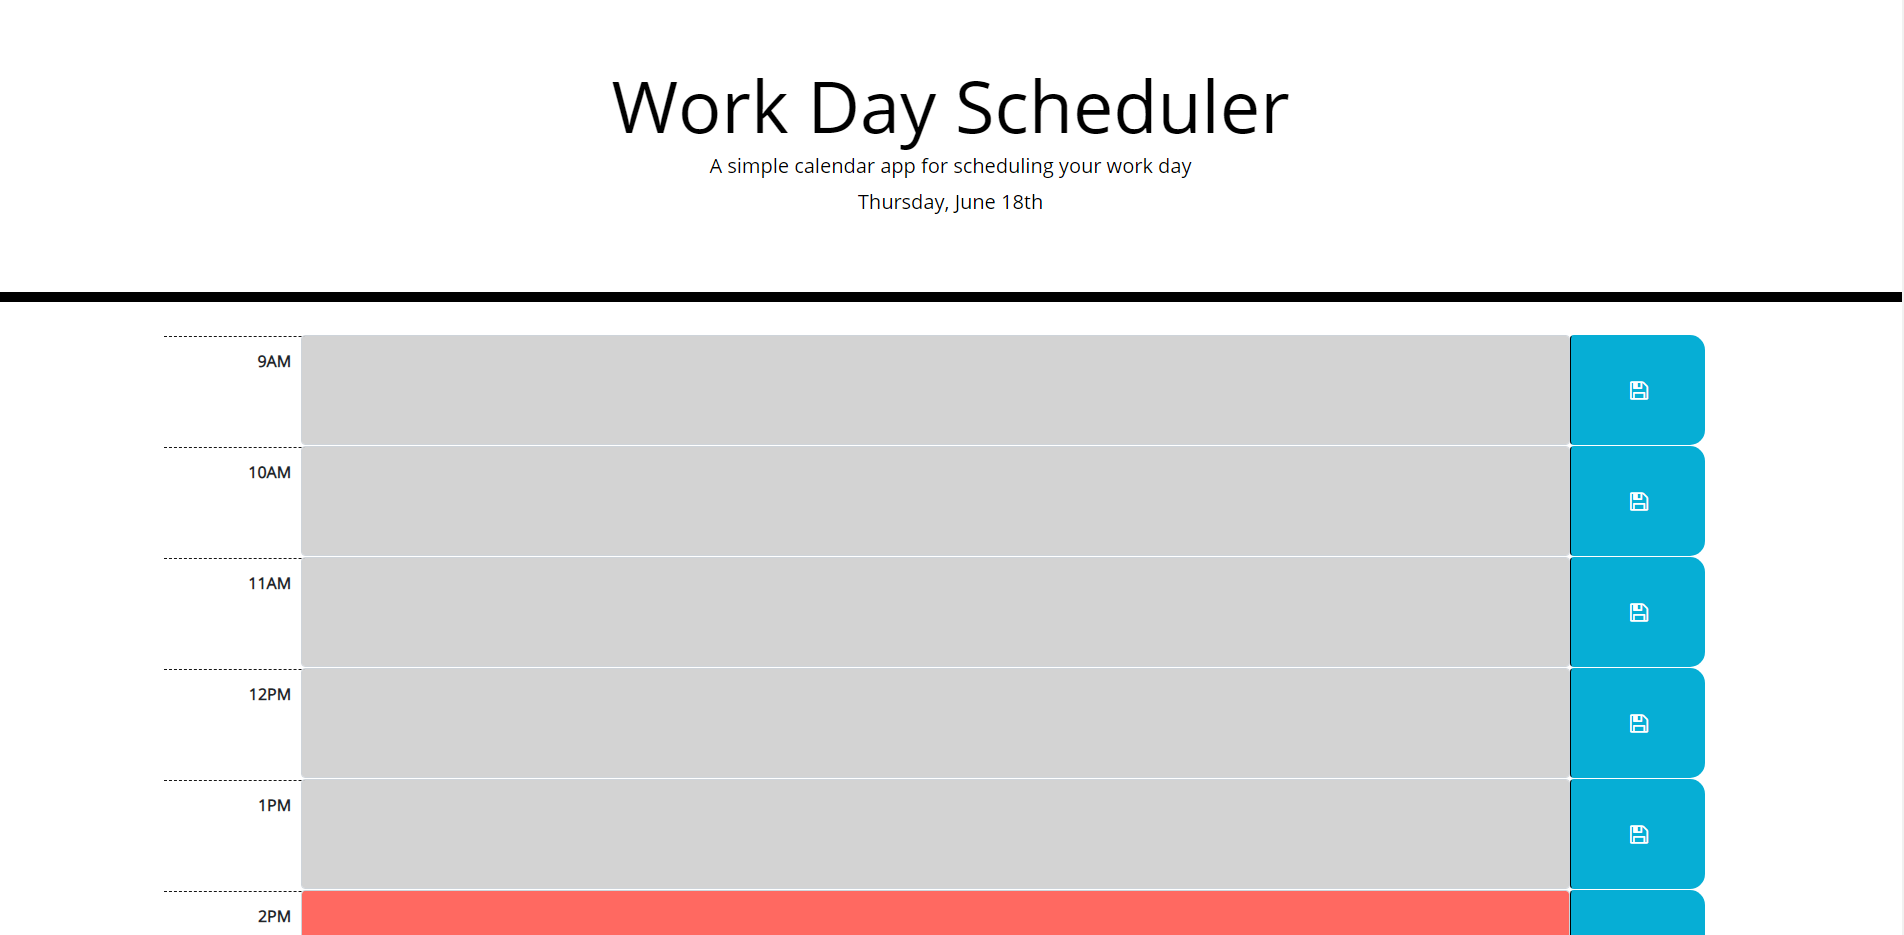 Work Day Scheduler
A simple calendar app for scheduling your work day
Thursday, June 18th
9AM
10AM
11AM
12PM
1PM
2PM